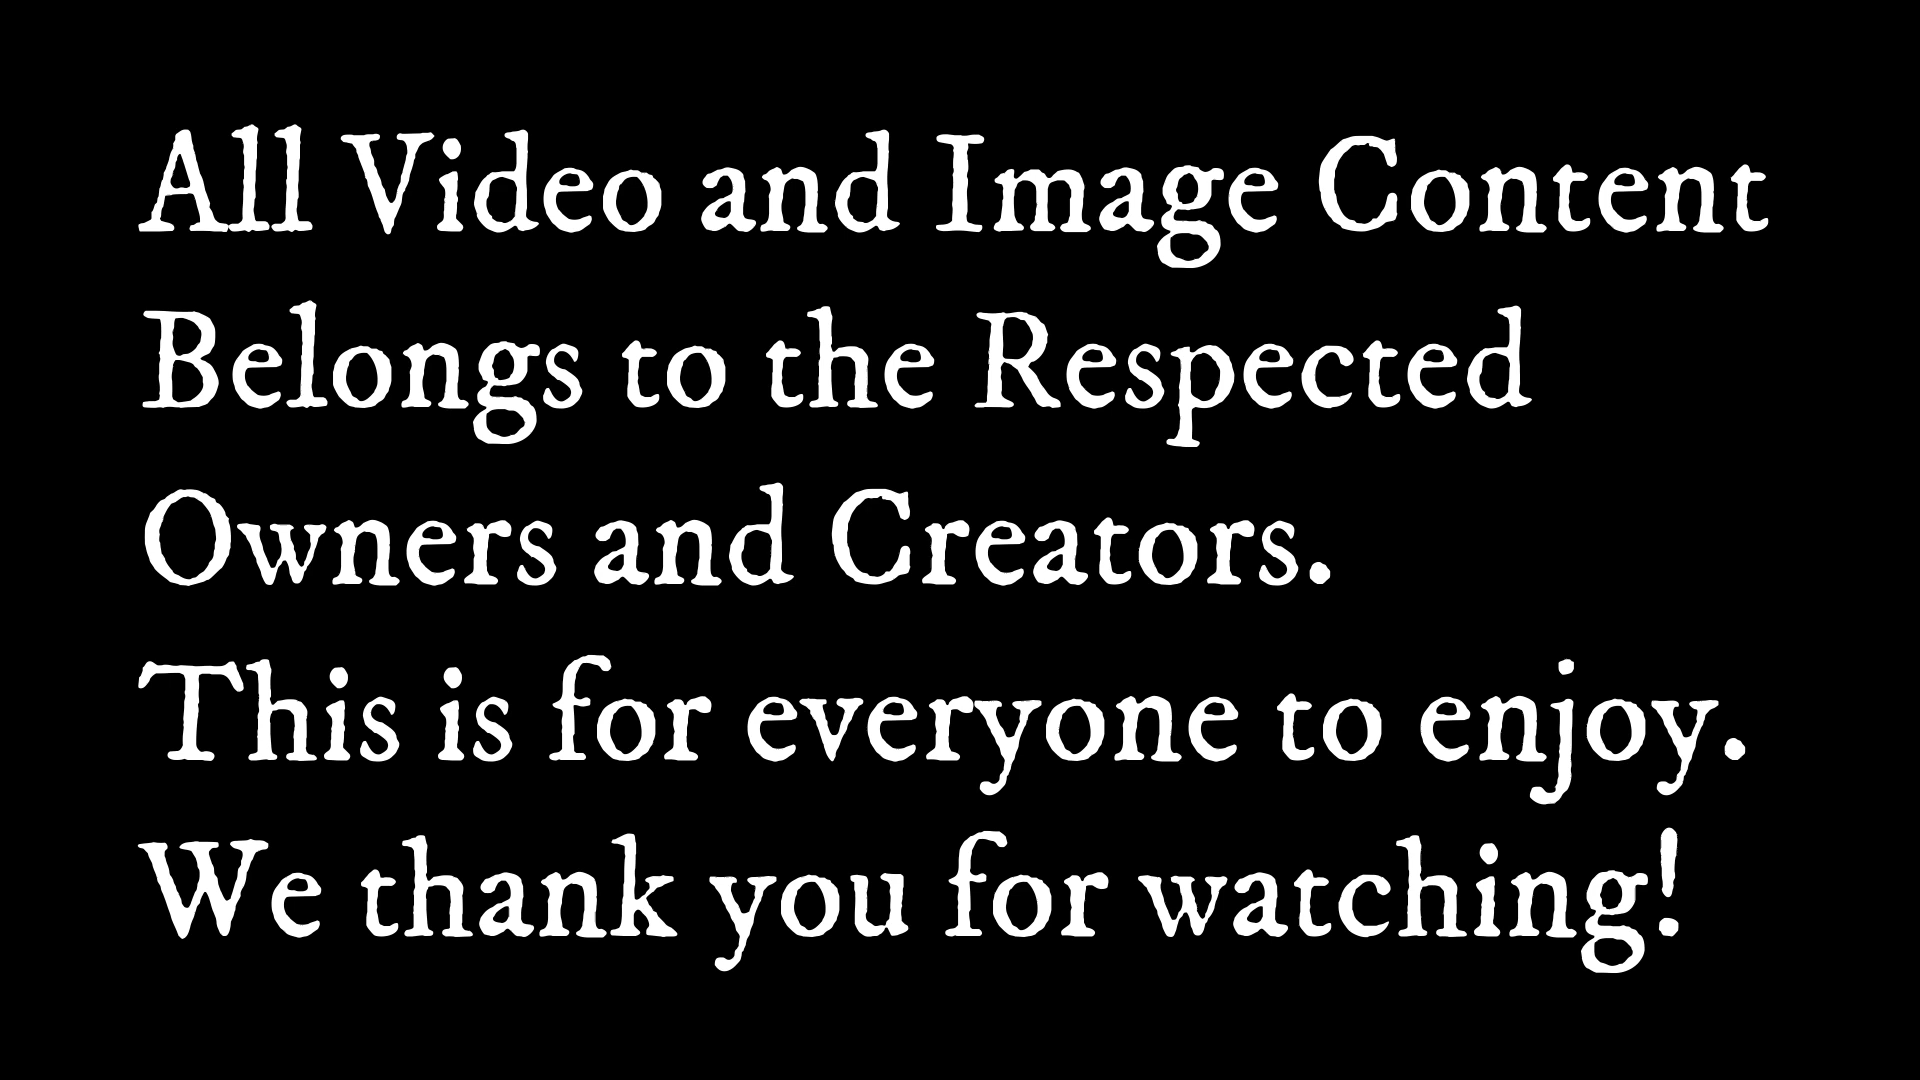 All Video and Image Content
Belongs to the Respected
Owners and Creators.
This is for everyone to enjoy.
We thank you for watching!